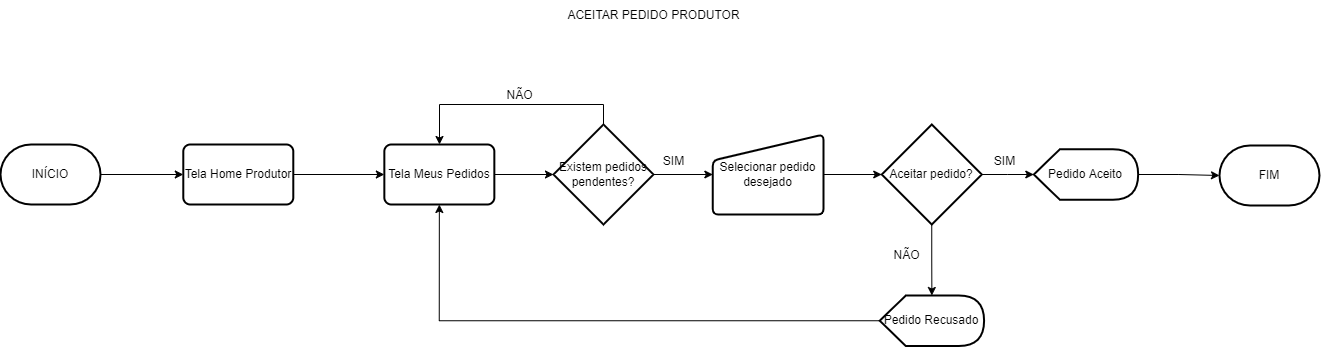 ACEITAR PEDIDO PRODUTOR
NÃO
INÍCIO
Tela Home Produtor
Tela Meus Pedidos
Existem pedidos
pendentes?
SIM
Selecionar pedido
desejado
Aceitar pedido?
SIM
Pedido Aceito
FIM
NÃO
Pedido Recusado